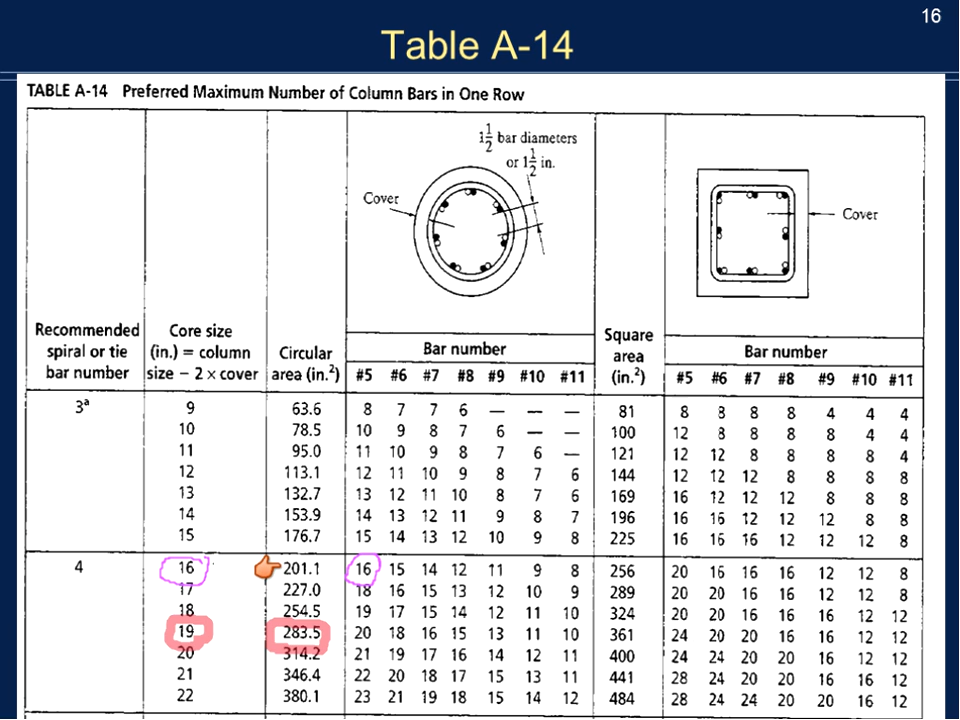 16
Table A-14
TABLE A-14 Preferred Maximum Number of Column Bars in One Row
1 1/2 bar diameters
or 1 1/2 in.
Cover
Cover
Recommended spiral or tie bar number
Core size (in.) = column size − 2 × cover
Circular area (in.²)
Bar number
#5 #6 #7 #8 #9 #10 #11
Square area (in.²)
Bar number
#5 #6 #7 #8 #9 #10 #11
3ᵃ 9 63.6 8 7 7 6 — — — 81 8 8 8 8 4 4 4
10 78.5 10 9 8 7 6 — — 100 12 8 8 8 8 4 4
11 95.0 11 10 9 8 7 6 — 121 12 12 8 8 8 8 4
12 113.1 12 11 10 9 8 7 6 144 12 12 12 8 8 8 8
13 132.7 13 12 11 10 8 7 6 169 16 12 12 12 8 8 8
14 153.9 14 13 12 11 9 8 7 196 16 16 12 12 12 8 8
15 176.7 15 14 13 12 10 9 8 225 16 16 16 12 12 12 8
4 16 201.1 16 15 14 12 11 9 8 256 20 16 16 16 12 12 8
17 227.0 18 16 15 13 12 10 9 289 20 20 16 16 12 12 8
18 254.5 19 17 15 14 12 11 10 324 20 20 16 16 16 12 12
19 283.5 20 18 16 15 13 11 10 361 24 20 20 16 16 12 12
20 314.2 21 19 17 16 14 12 11 400 24 24 20 20 16 12 12
21 346.4 22 20 18 17 15 13 11 441 28 24 20 20 16 16 12
22 380.1 23 21 19 18 15 14 12 484 28 24 24 20 20 16 12